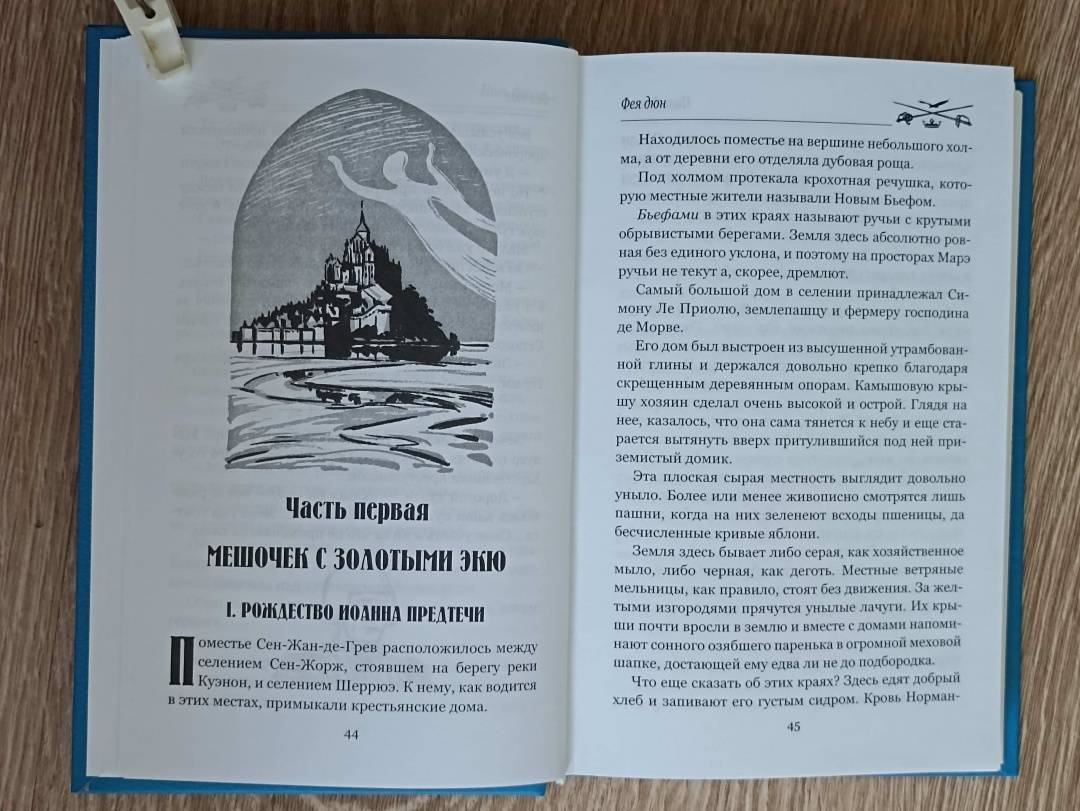 Часть первая
МЕШОЧЕК С ЗОЛОТЫМИ ЭКЮ
I. РОЖДЕСТВО ИОАННА ПРЕДТЕЧИ
Поместье Сен-Жан-де-Грев расположилось между
селением Сен-Жорж, стоявшем на берегу реки
Куэнон, и селением Шеррюэ. К нему, как водится
в этих местах, примыкали крестьянские дома.
44
Фея дюн
Находилось поместье на вершине небольшого хол-
ма, а от деревни его отделяла дубовая роща.
Под холмом протекала крохотная речушка, кото-
рую местные жители называли Новым Бьефом.
Бьефами в этих краях называют ручьи с крутыми
обрывистыми берегами. Земля здесь абсолютно ров-
ная без единого уклона, и поэтому на просторах Марэ
ручьи не текут а, скорее, дремлют.
Самый большой дом в селении принадлежал Си-
мону Ле Приолю, землепашцу и фермеру господина
де Морве.
Его дом был выстроен из высушенной утрамбован-
ной глины и держался довольно крепко благодаря
скрещенным деревянным опорам. Камышовую кры-
шу хозяин сделал очень высокой и острой. Глядя на
нее, казалось, что она сама тянется к небу и еще ста-
рается вытянуть вверх притулившийся под ней при-
земистый домик.
Эта плоская сырая местность выглядит довольно
уныло. Более или менее живописно смотрятся лишь
пашни, когда на них зеленеют всходы пшеницы, да
бесчисленные кривые яблони.
Земля здесь бывает либо серая, как хозяйственное
мыло, либо черная, как деготь. Местные ветряные
мельницы, как правило, стоят без движения. За жел-
тыми изгородями прячутся унылые лачуги. Их кры-
ши почти вросли в землю и вместе с домами напоми-
нают сонного озябшего паренька в огромной меховой
шапке, достающей ему едва ли не до подбородка.
Что еще сказать об этих краях? Здесь едят добрый
хлеб и запивают его густым сидром. Кровь Норман-
45